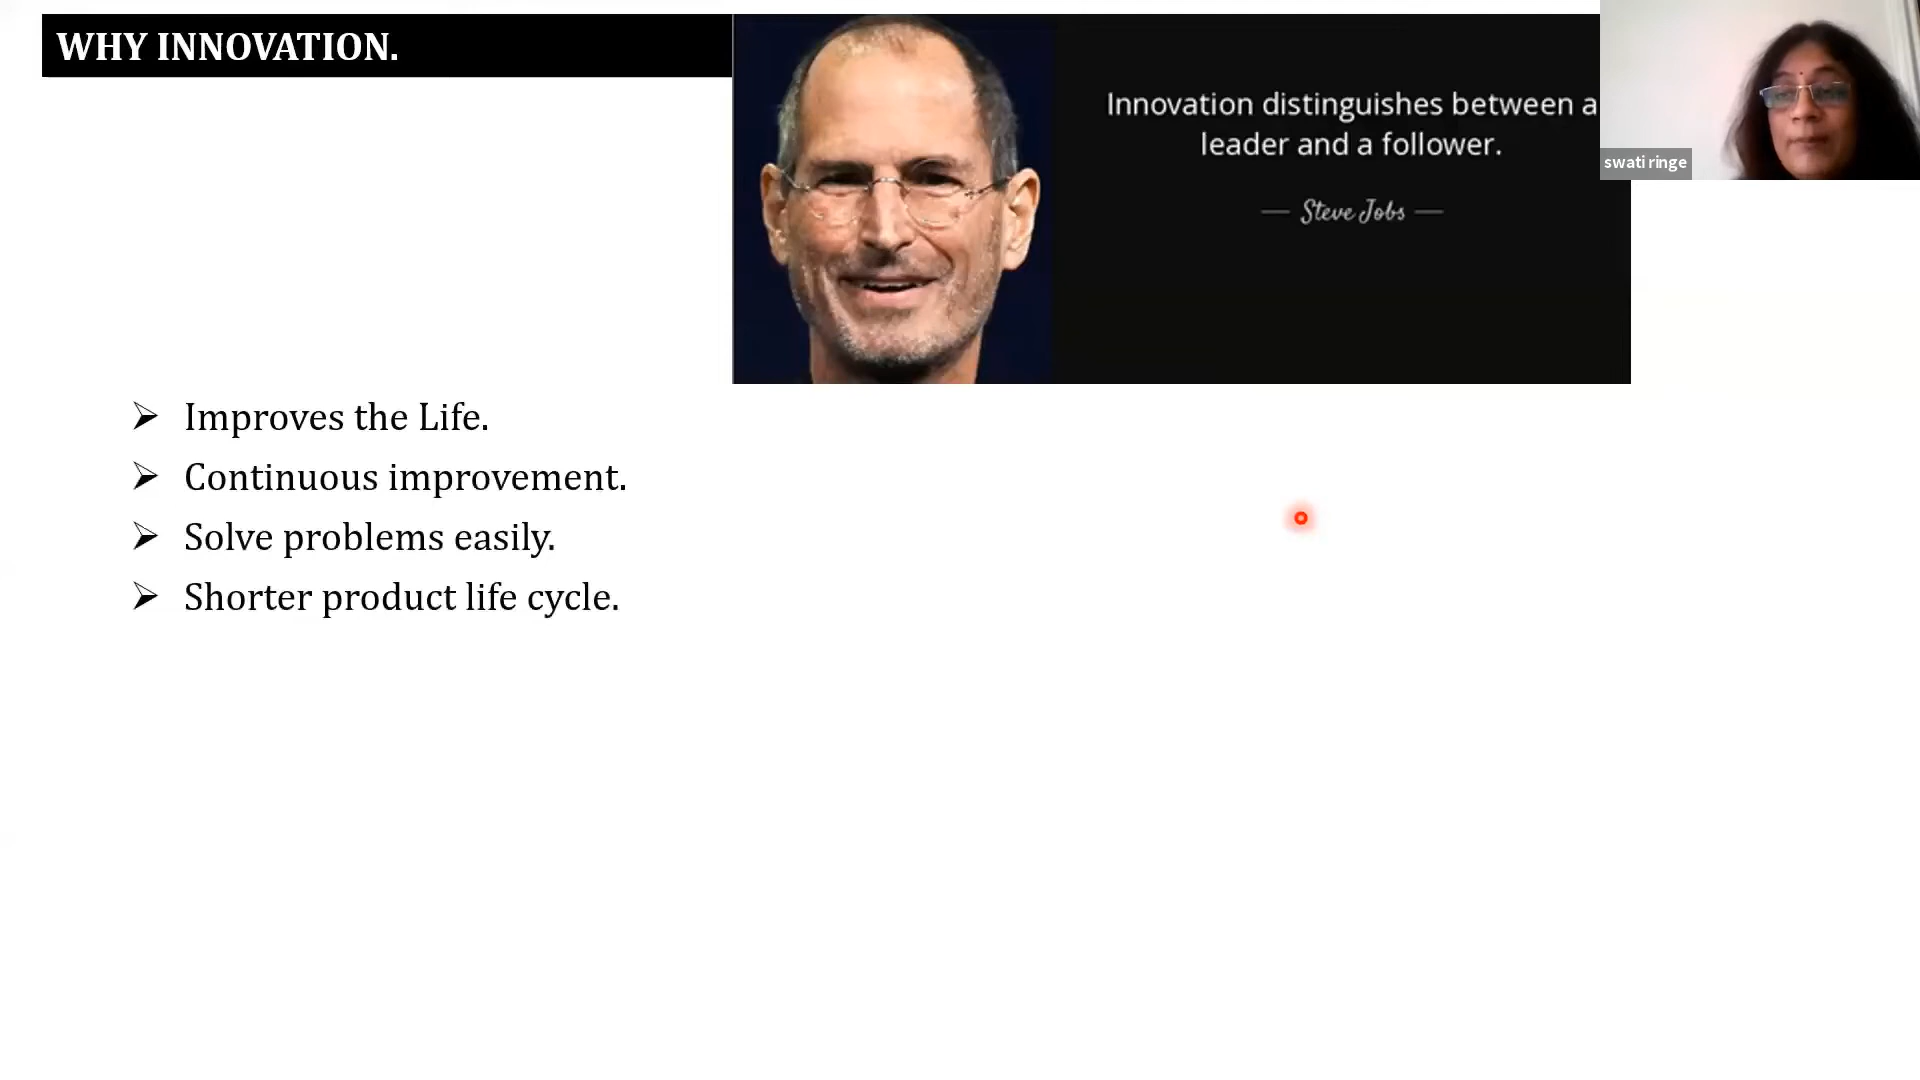 WHY INNOVATION.
Innovation distinguishes between a
leader and a follower.
— Steve Jobs —
swati ringe
➢ Improves the Life.
➢ Continuous improvement.
➢ Solve problems easily.
➢ Shorter product life cycle.